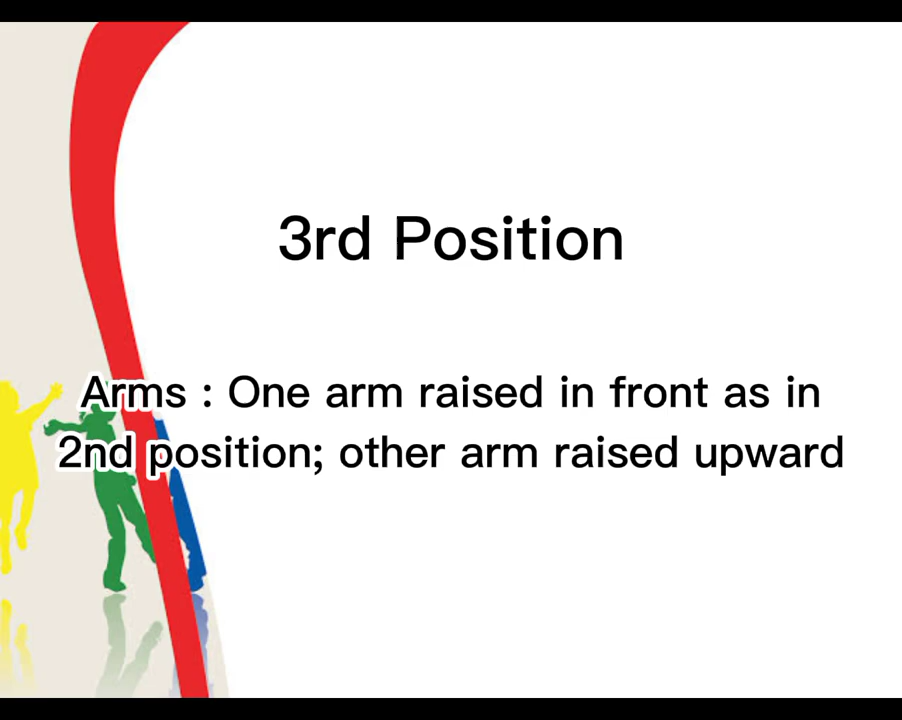 3rd Position
Arms : One arm raised in front as in
2nd position; other arm raised upward